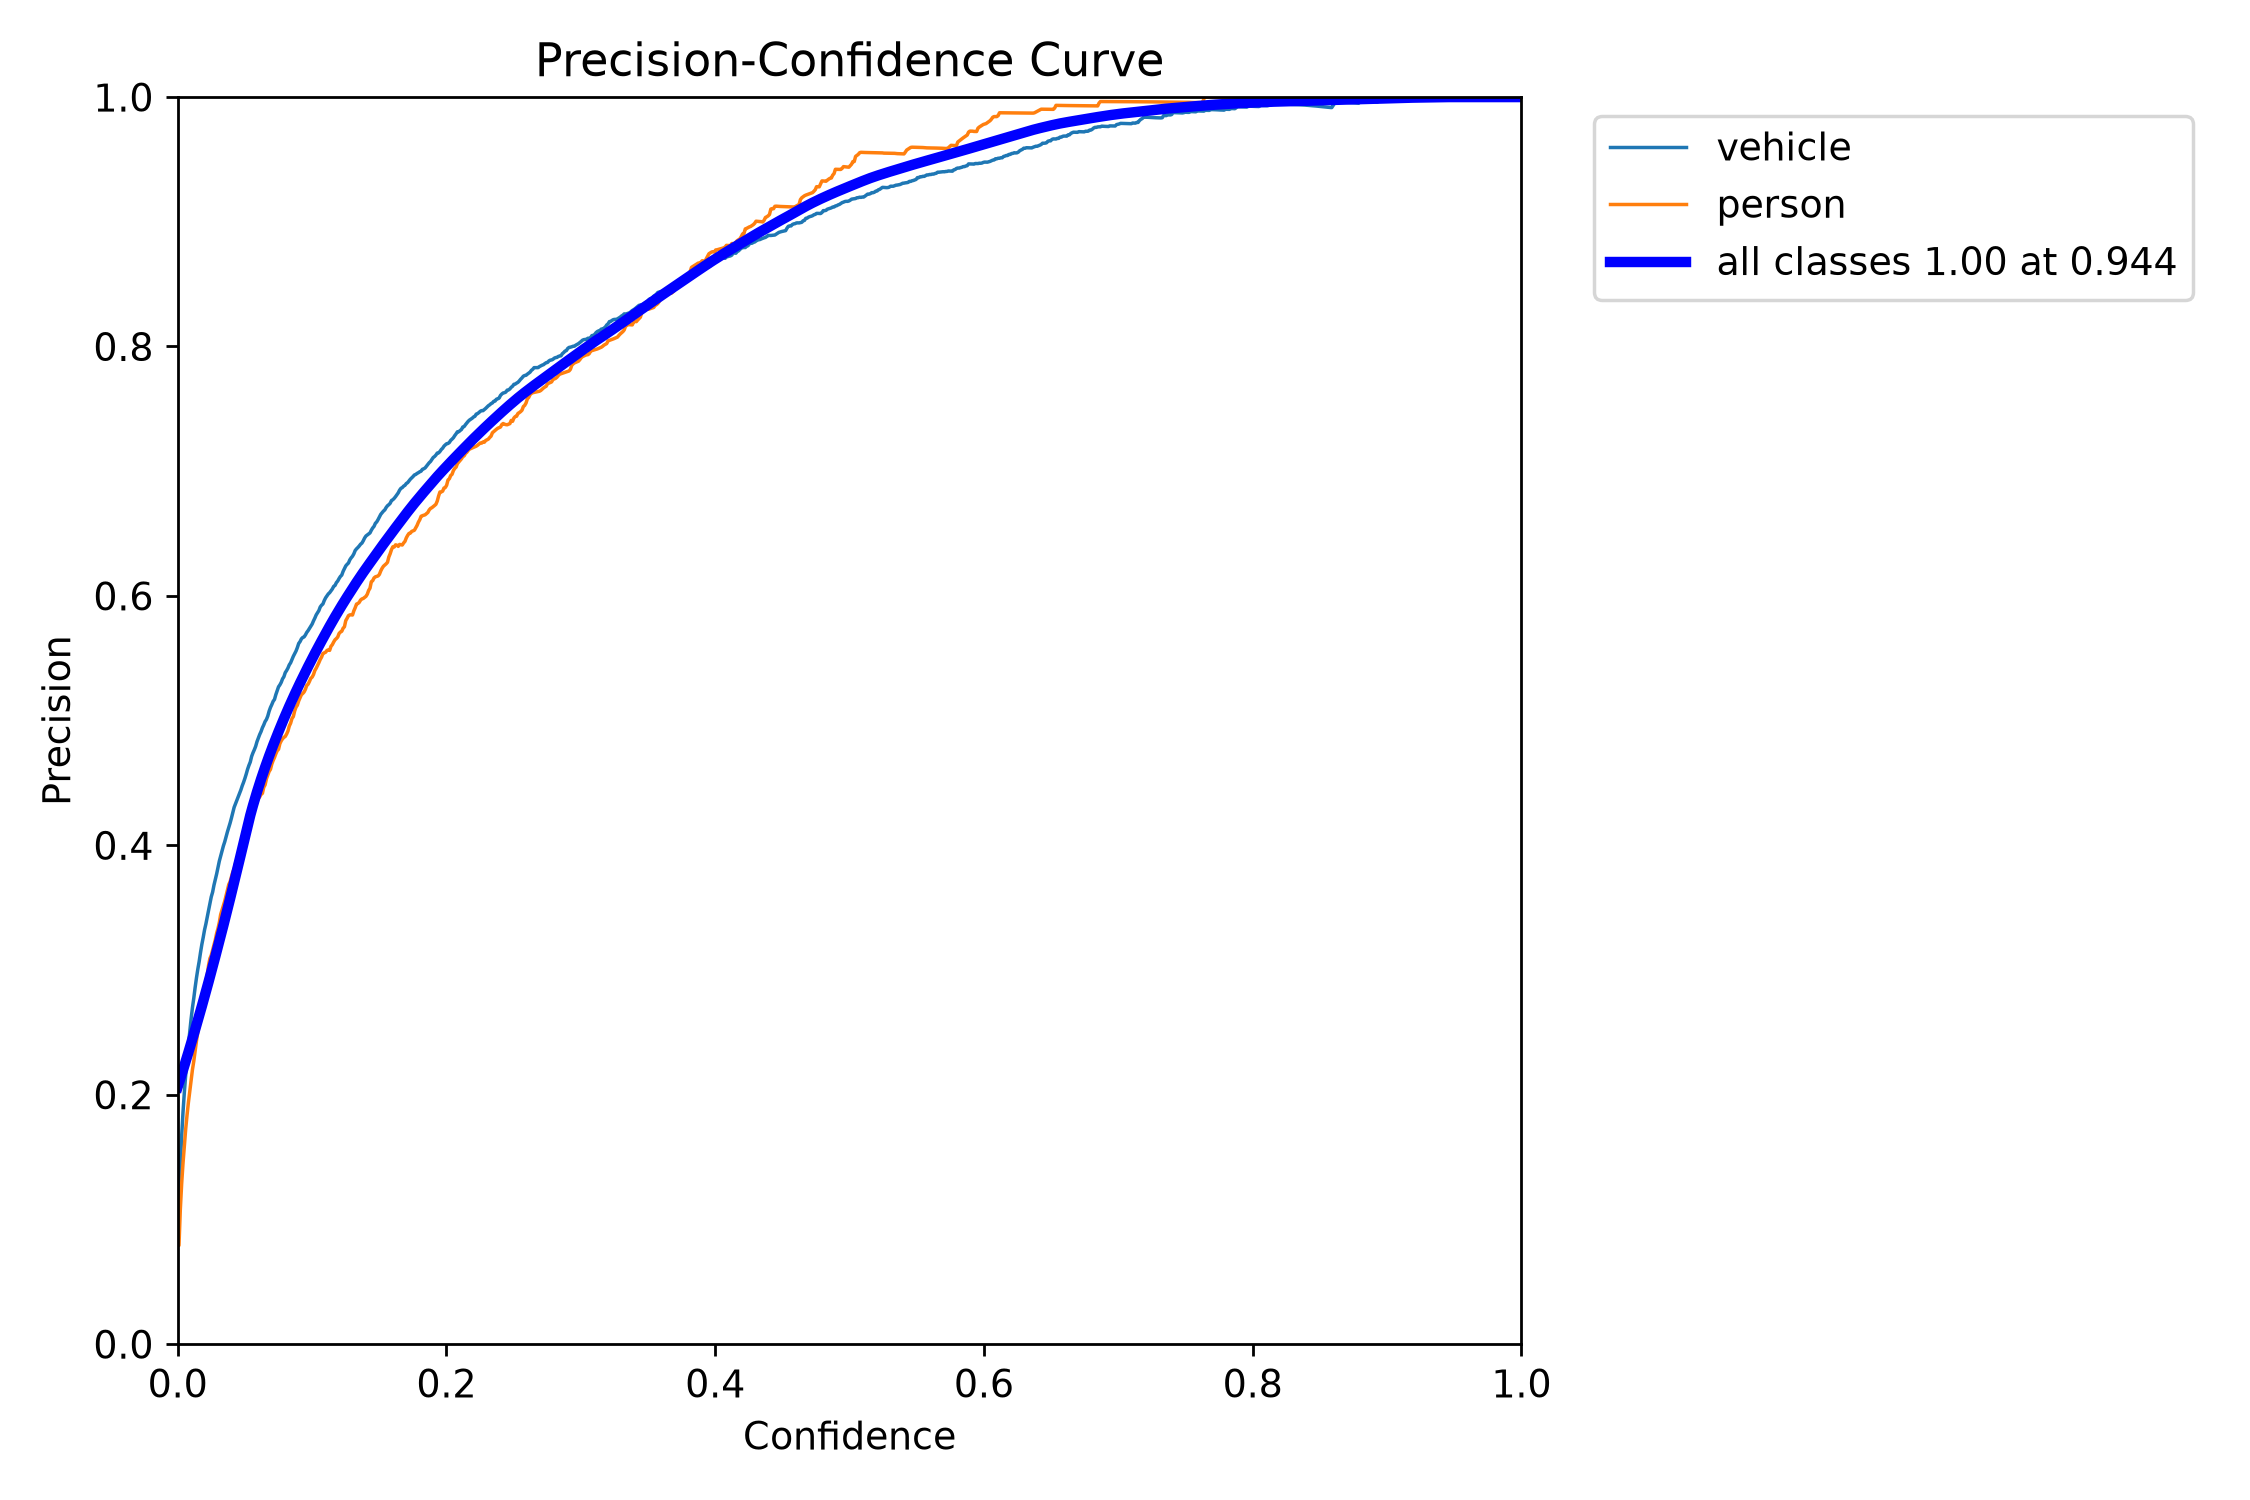 Precision-Confidence Curve
1.0
0.8
0.6
0.4
0.2
0.0
Precision
0.0 0.2 0.4 0.6 0.8 1.0
Confidence
vehicle
person
all classes 1.00 at 0.944